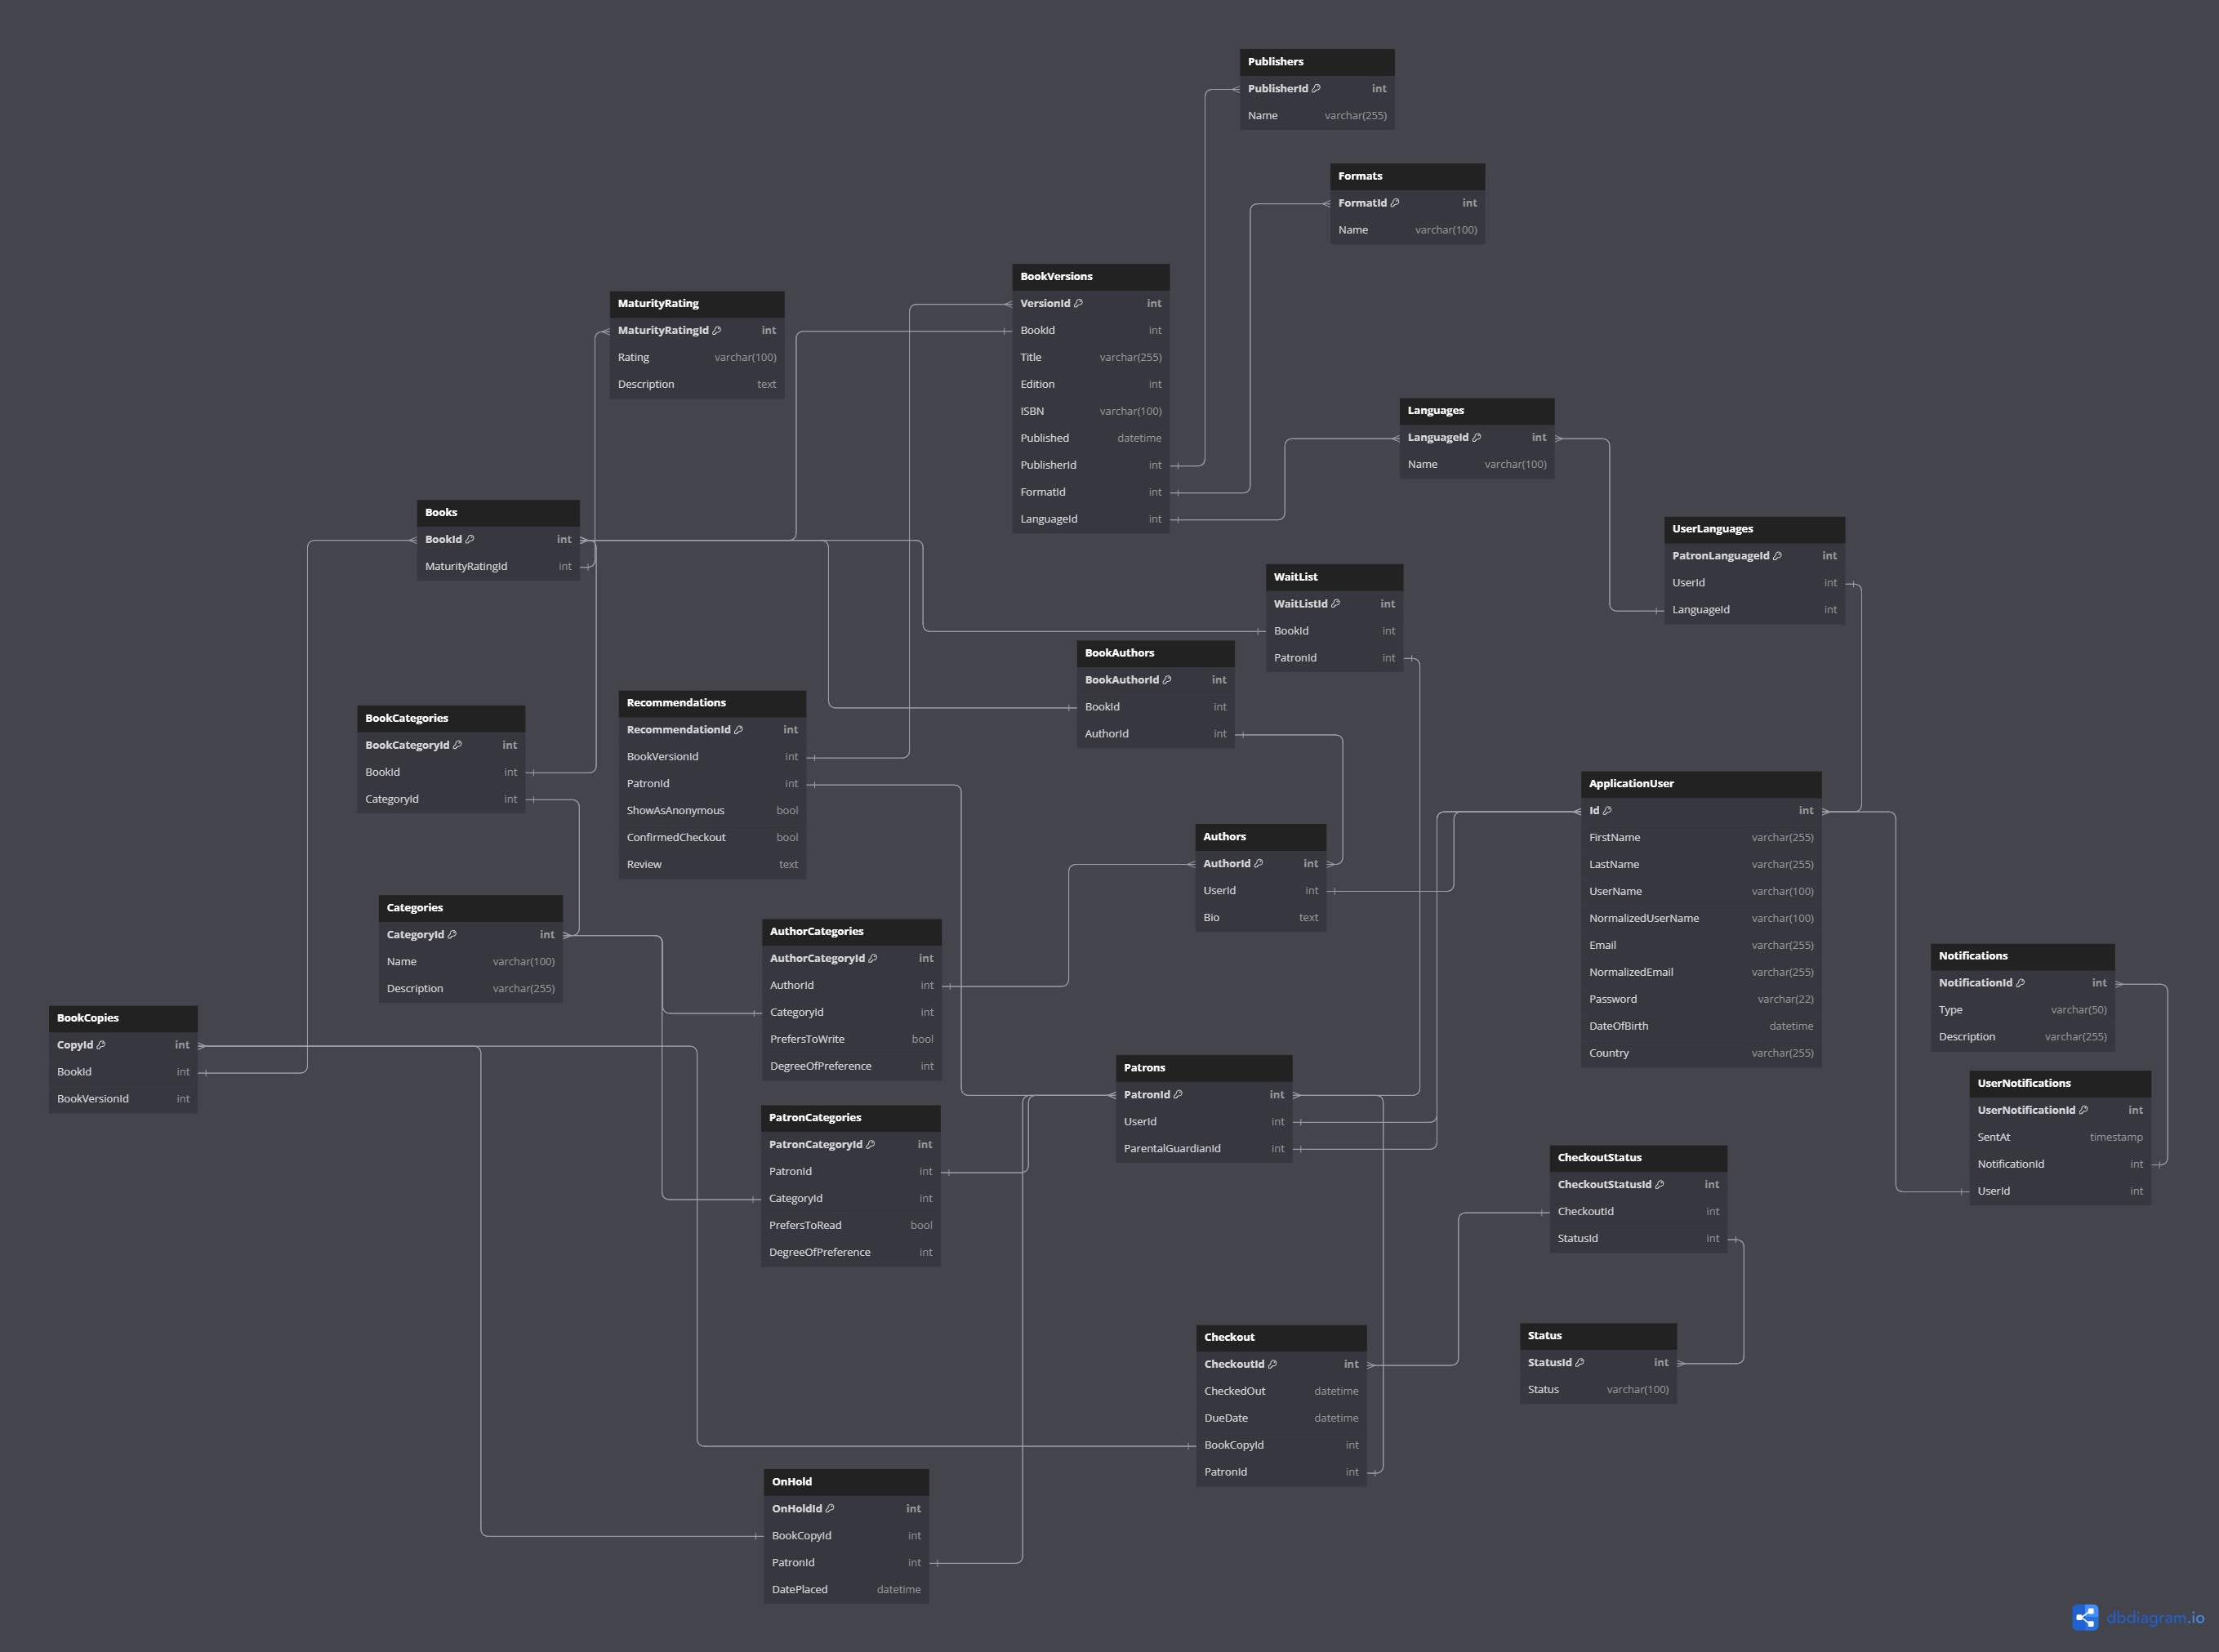 Publishers
PublisherId int
Name varchar(255)
Formats
FormatId int
Name varchar(100)
BookVersions
VersionId int
BookId int
Title varchar(255)
Edition int
ISBN varchar(100)
Published datetime
PublisherId int
FormatId int
LanguageId int
MaturityRating
MaturityRatingId int
Rating varchar(100)
Description text
Languages
LanguageId int
Name varchar(100)
Books
BookId int
MaturityRatingId int
UserLanguages
PatronLanguageId int
UserId int
LanguageId int
WaitList
WaitListId int
BookId int
PatronId int
BookAuthors
BookAuthorId int
BookId int
AuthorId int
Recommendations
RecommendationId int
BookVersionId int
PatronId int
ShowAsAnonymous bool
ConfirmedCheckout bool
Review text
BookCategories
BookCategoryId int
BookId int
CategoryId int
ApplicationUser
Id int
FirstName varchar(255)
LastName varchar(255)
UserName varchar(100)
NormalizedUserName varchar(100)
Email varchar(255)
NormalizedEmail varchar(255)
Password varchar(22)
DateOfBirth datetime
Country varchar(255)
Authors
AuthorId int
UserId int
Bio text
Categories
CategoryId int
Name varchar(100)
Description varchar(255)
AuthorCategories
AuthorCategoryId int
AuthorId int
CategoryId int
PrefersToWrite bool
DegreeOfPreference int
Notifications
NotificationId int
Type varchar(50)
Description varchar(255)
BookCopies
CopyId int
BookId int
BookVersionId int
Patrons
PatronId int
UserId int
ParentalGuardianId int
UserNotifications
UserNotificationId int
SentAt timestamp
NotificationId int
UserId int
PatronCategories
PatronCategoryId int
PatronId int
CategoryId int
PrefersToRead bool
DegreeOfPreference int
CheckoutStatus
CheckoutStatusId int
CheckoutId int
StatusId int
Checkout
CheckoutId int
CheckedOut datetime
DueDate datetime
BookCopyId int
PatronId int
Status
StatusId int
Status varchar(100)
OnHold
OnHoldId int
BookCopyId int
PatronId int
DatePlaced datetime
dbdiagram.io